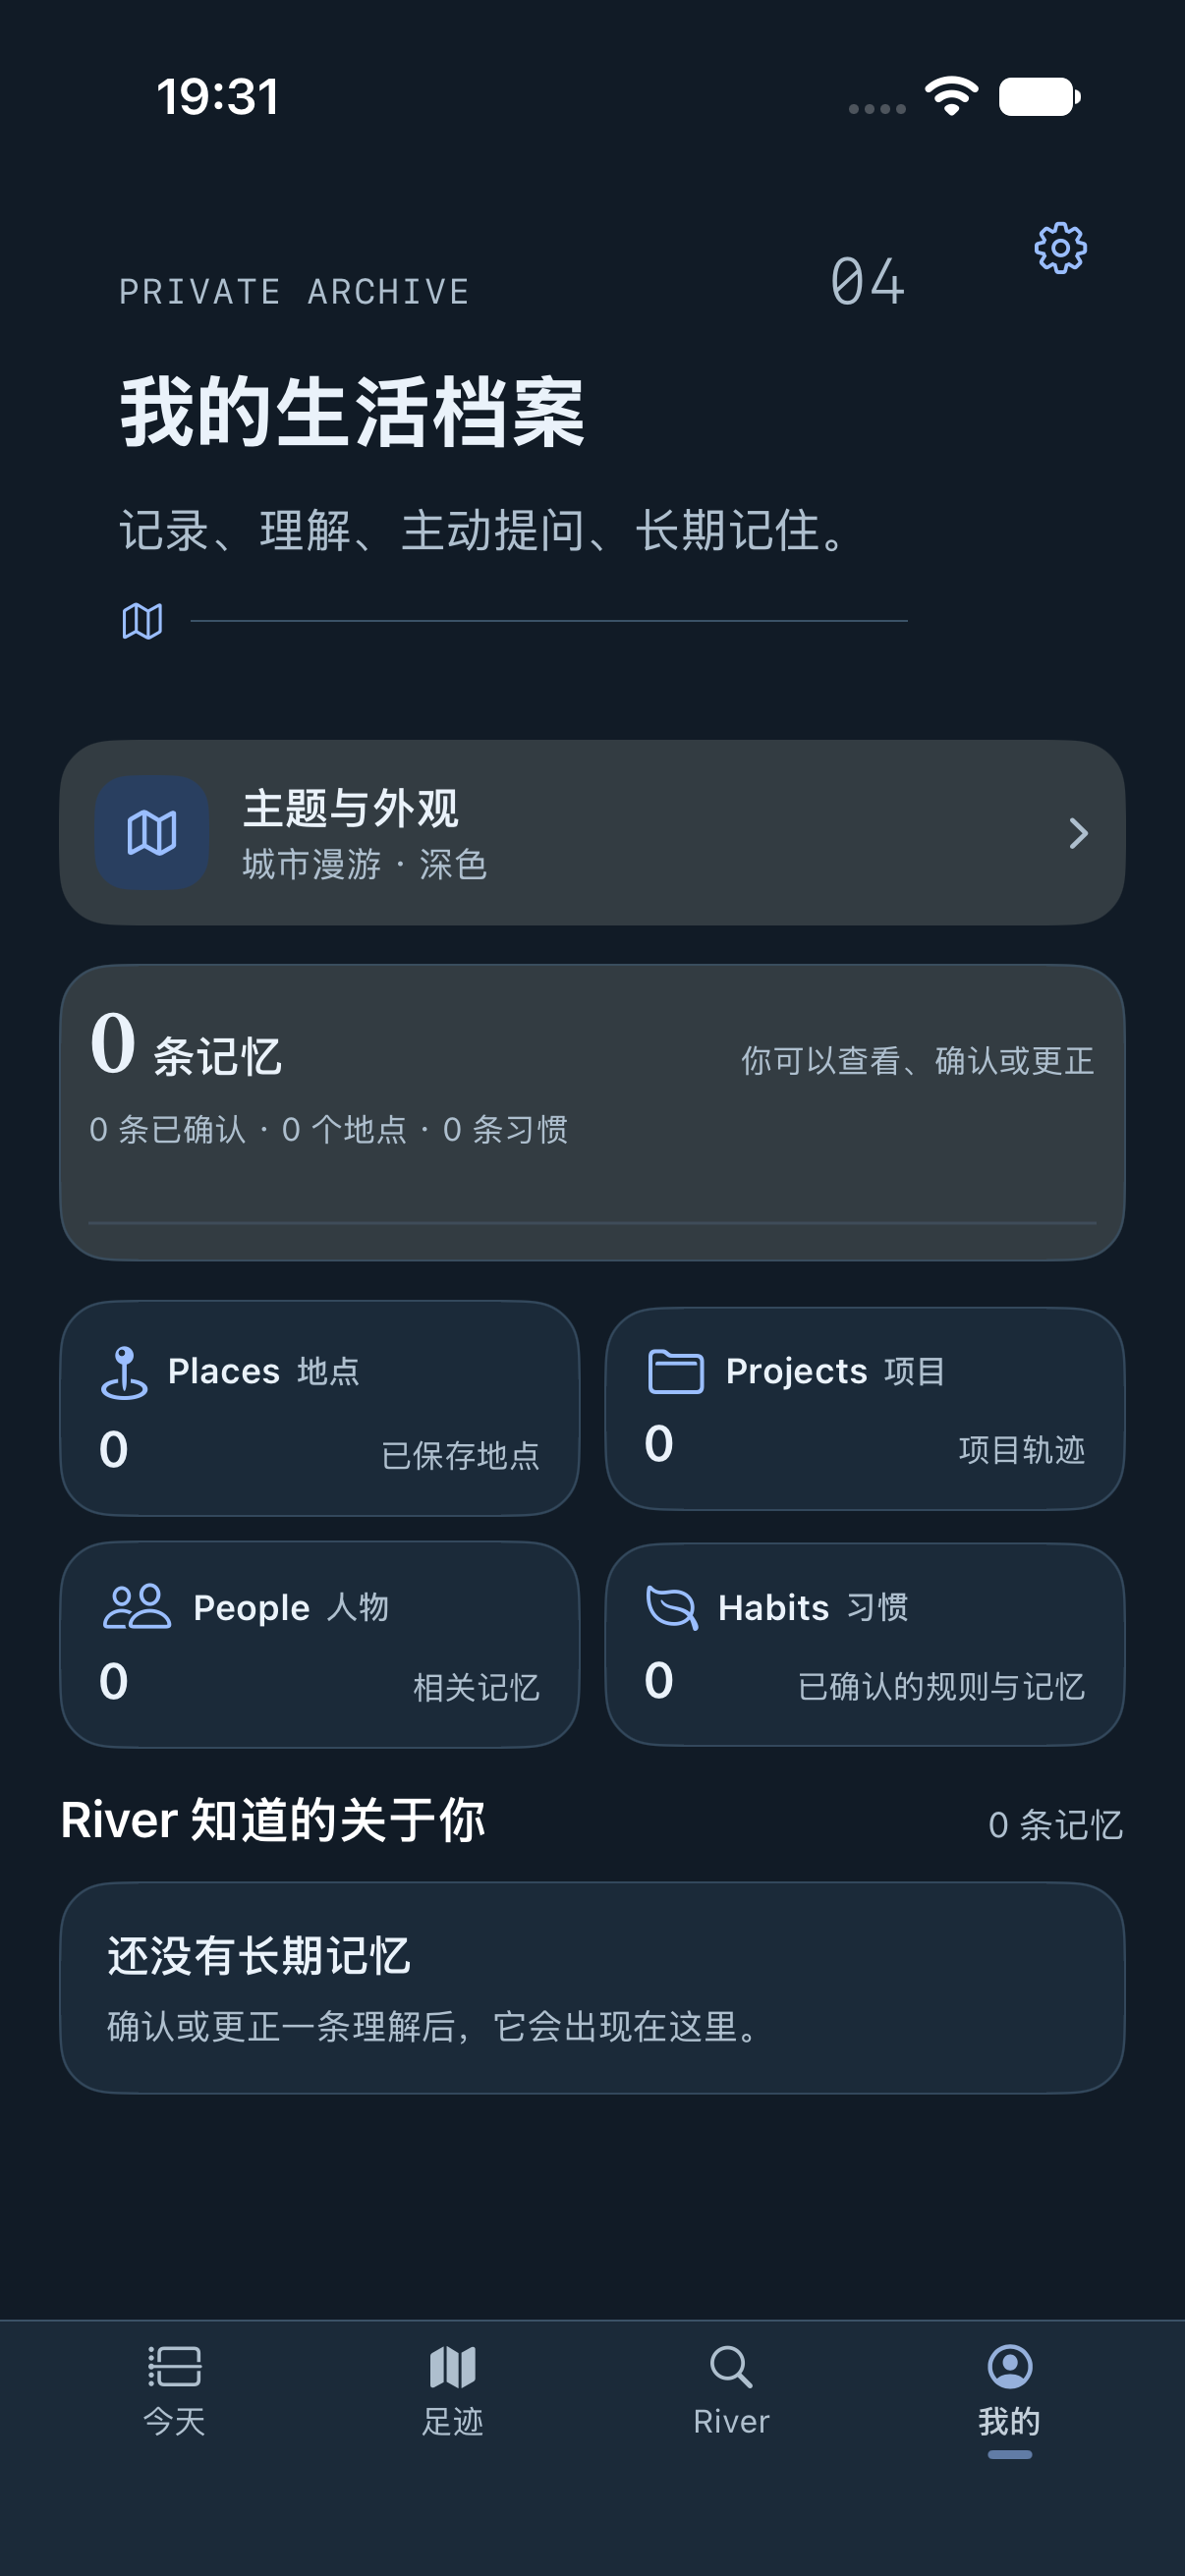 19:31
PRIVATE ARCHIVE
04
我的生活档案
记录、理解、主动提问、长期记住。
主题与外观
城市漫游 · 深色
0 条记忆
你可以查看、确认或更正
0 条已确认 · 0 个地点 · 0 条习惯
Places 地点
0 已保存地点
Projects 项目
0 项目轨迹
People 人物
0 相关记忆
Habits 习惯
0 已确认的规则与记忆
River 知道的关于你
0 条记忆
还没有长期记忆
确认或更正一条理解后，它会出现在这里。
今天
足迹
River
我的